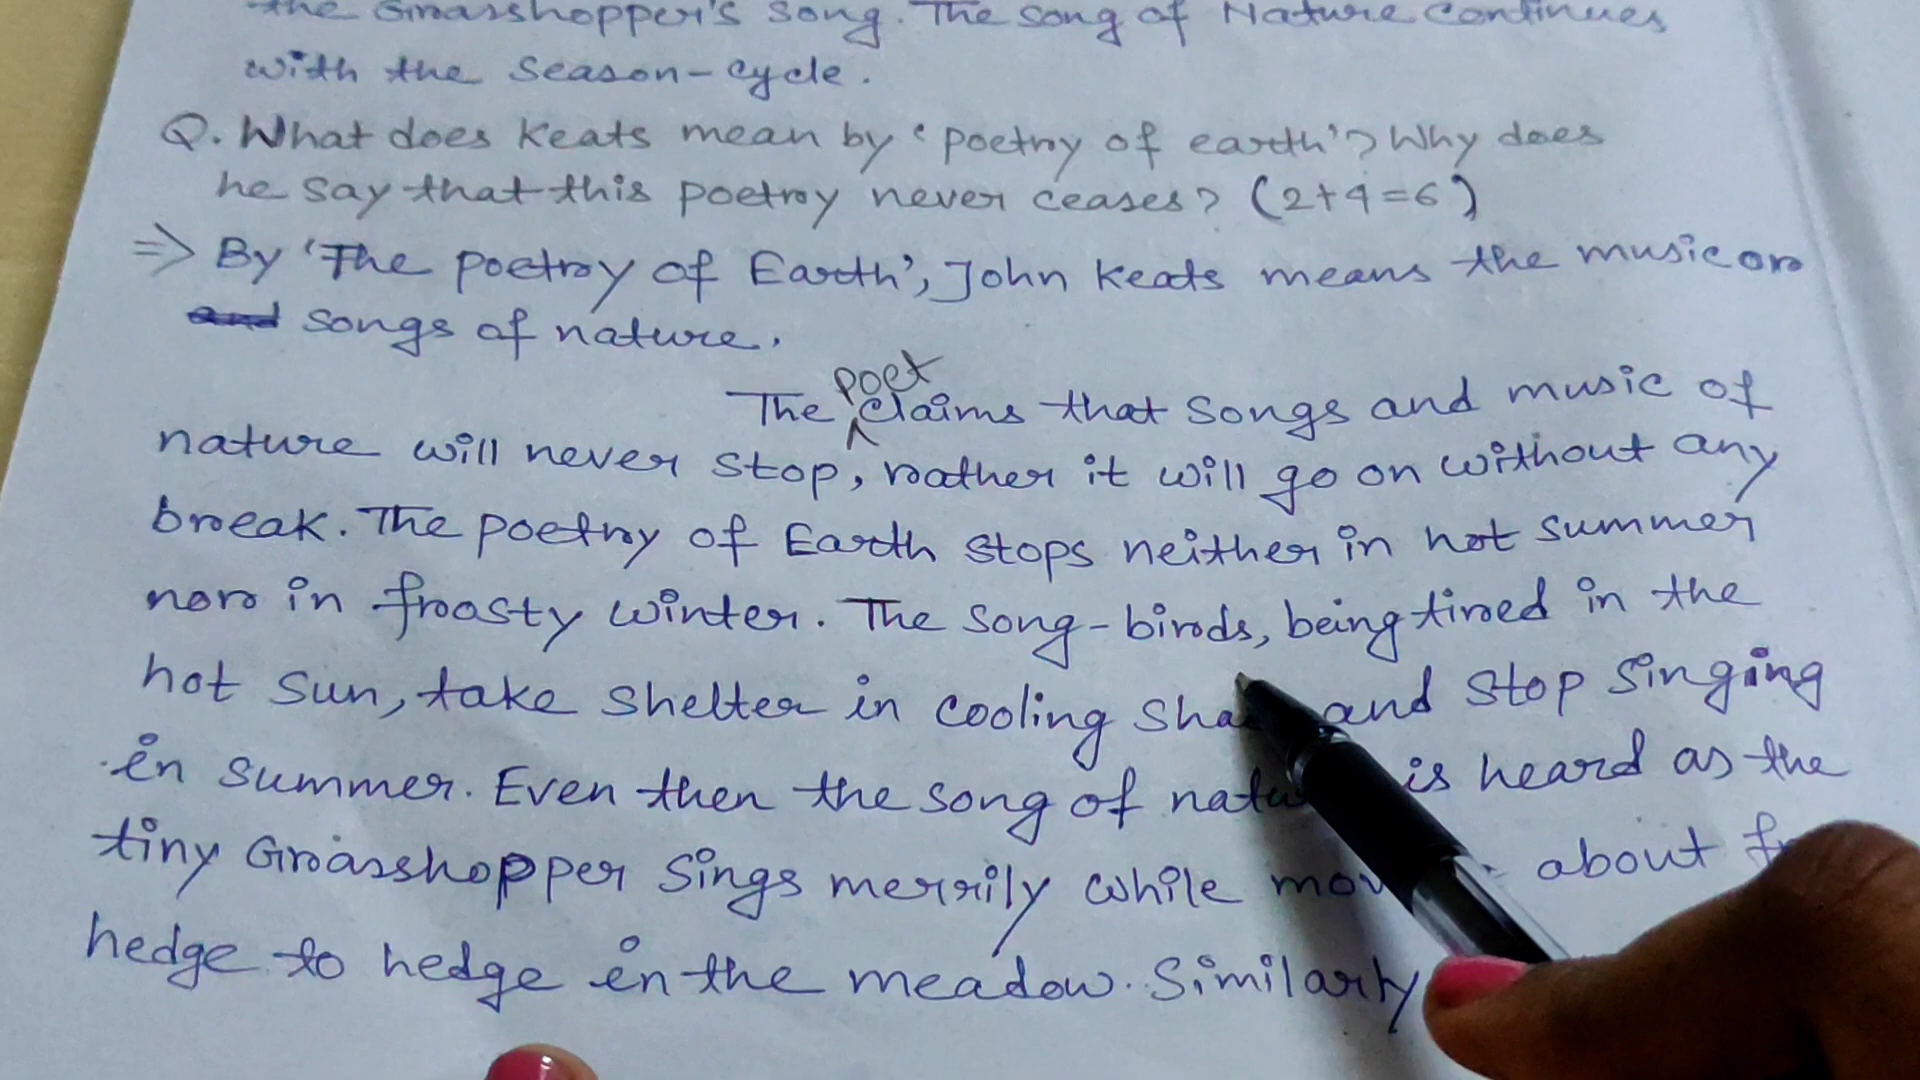 the Grasshopper's song. The song of Nature continues
with the season-cycle.
Q. What does Keats mean by 'poetry of earth'? Why does
he say that this poetry never ceases? (2+4=6)
=> By 'The poetry of Earth', John Keats means the music or
songs of nature.
The poet claims that songs and music of
nature will never stop, rather it will go on without any
break. The poetry of Earth stops neither in hot summer
nor in frosty winter. The song-birds, being tired in the
hot sun, take shelter in cooling and stop singing
in summer. Even then the song of is heard as the
tiny Grasshopper sings merrily while about
hedge to hedge in the meadow. Similarly